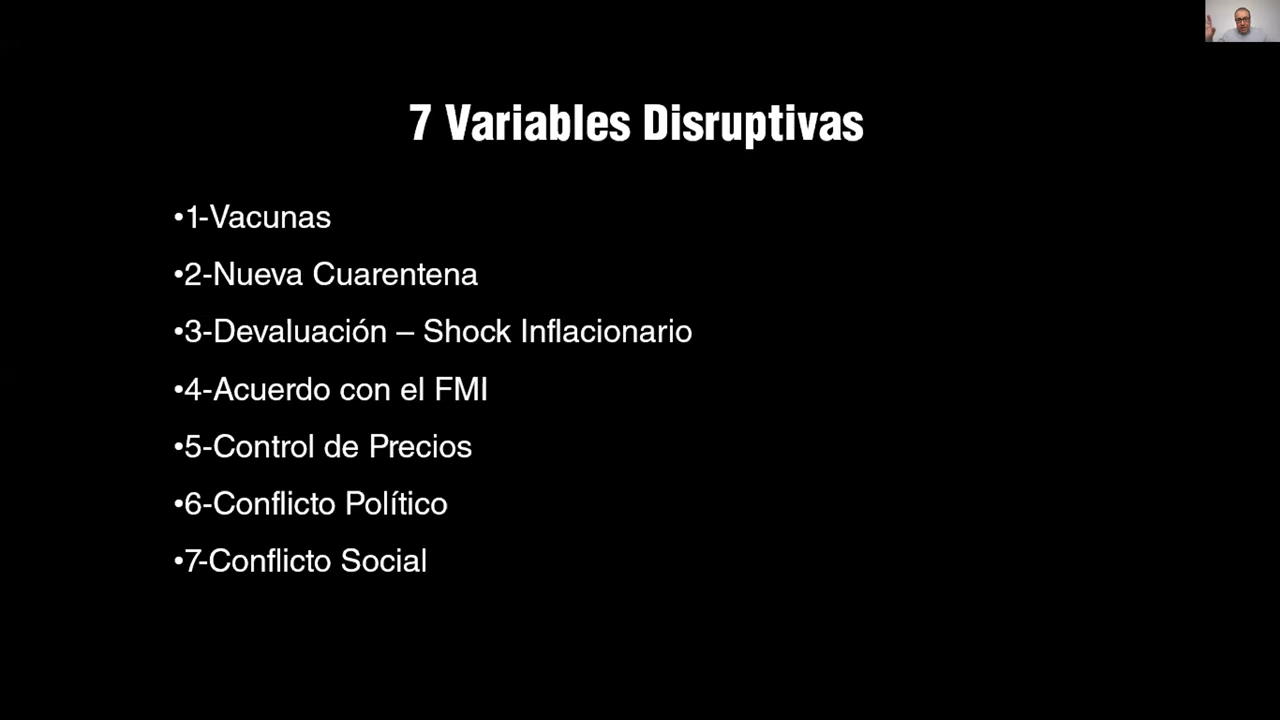 7 Variables Disruptivas
•1-Vacunas
•2-Nueva Cuarentena
•3-Devaluación – Shock Inflacionario
•4-Acuerdo con el FMI
•5-Control de Precios
•6-Conflicto Político
•7-Conflicto Social